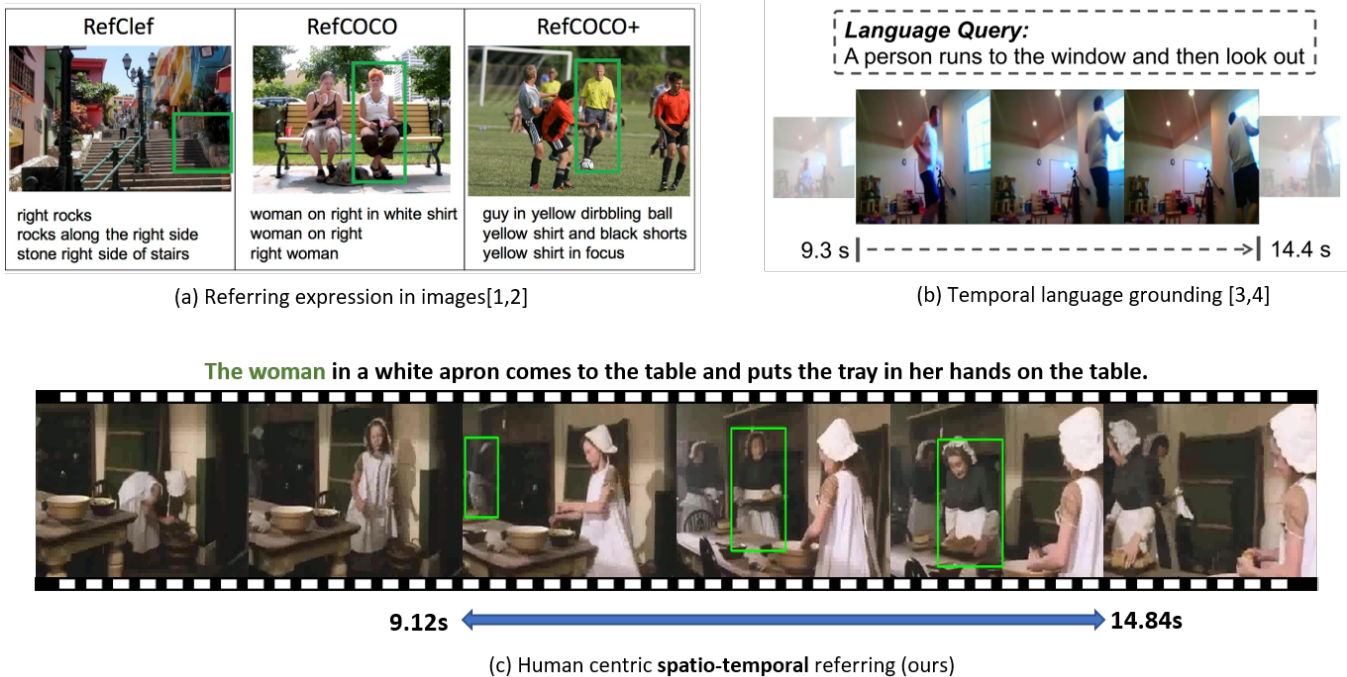 RefClef
RefCOCO
RefCOCO+
right rocks
rocks along the right side
stone right side of stairs
woman on right in white shirt
woman on right
right woman
guy in yellow dirbbling ball
yellow shirt and black shorts
yellow shirt in focus
(a) Referring expression in images[1,2]
Language Query:
A person runs to the window and then look out
9.3 s
14.4 s
(b) Temporal language grounding [3,4]
The woman in a white apron comes to the table and puts the tray in her hands on the table.
9.12s
14.84s
(c) Human centric spatio-temporal referring (ours)